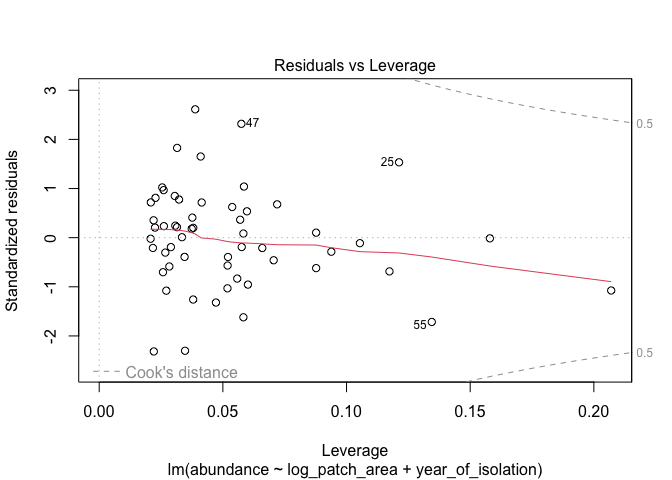 Residuals vs Leverage
3
2
1
0
-1
-2
Standardized residuals
47
25
55
0.5
0.5
Cook's distance
0.00 0.05 0.10 0.15 0.20
Leverage
lm(abundance ~ log_patch_area + year_of_isolation)